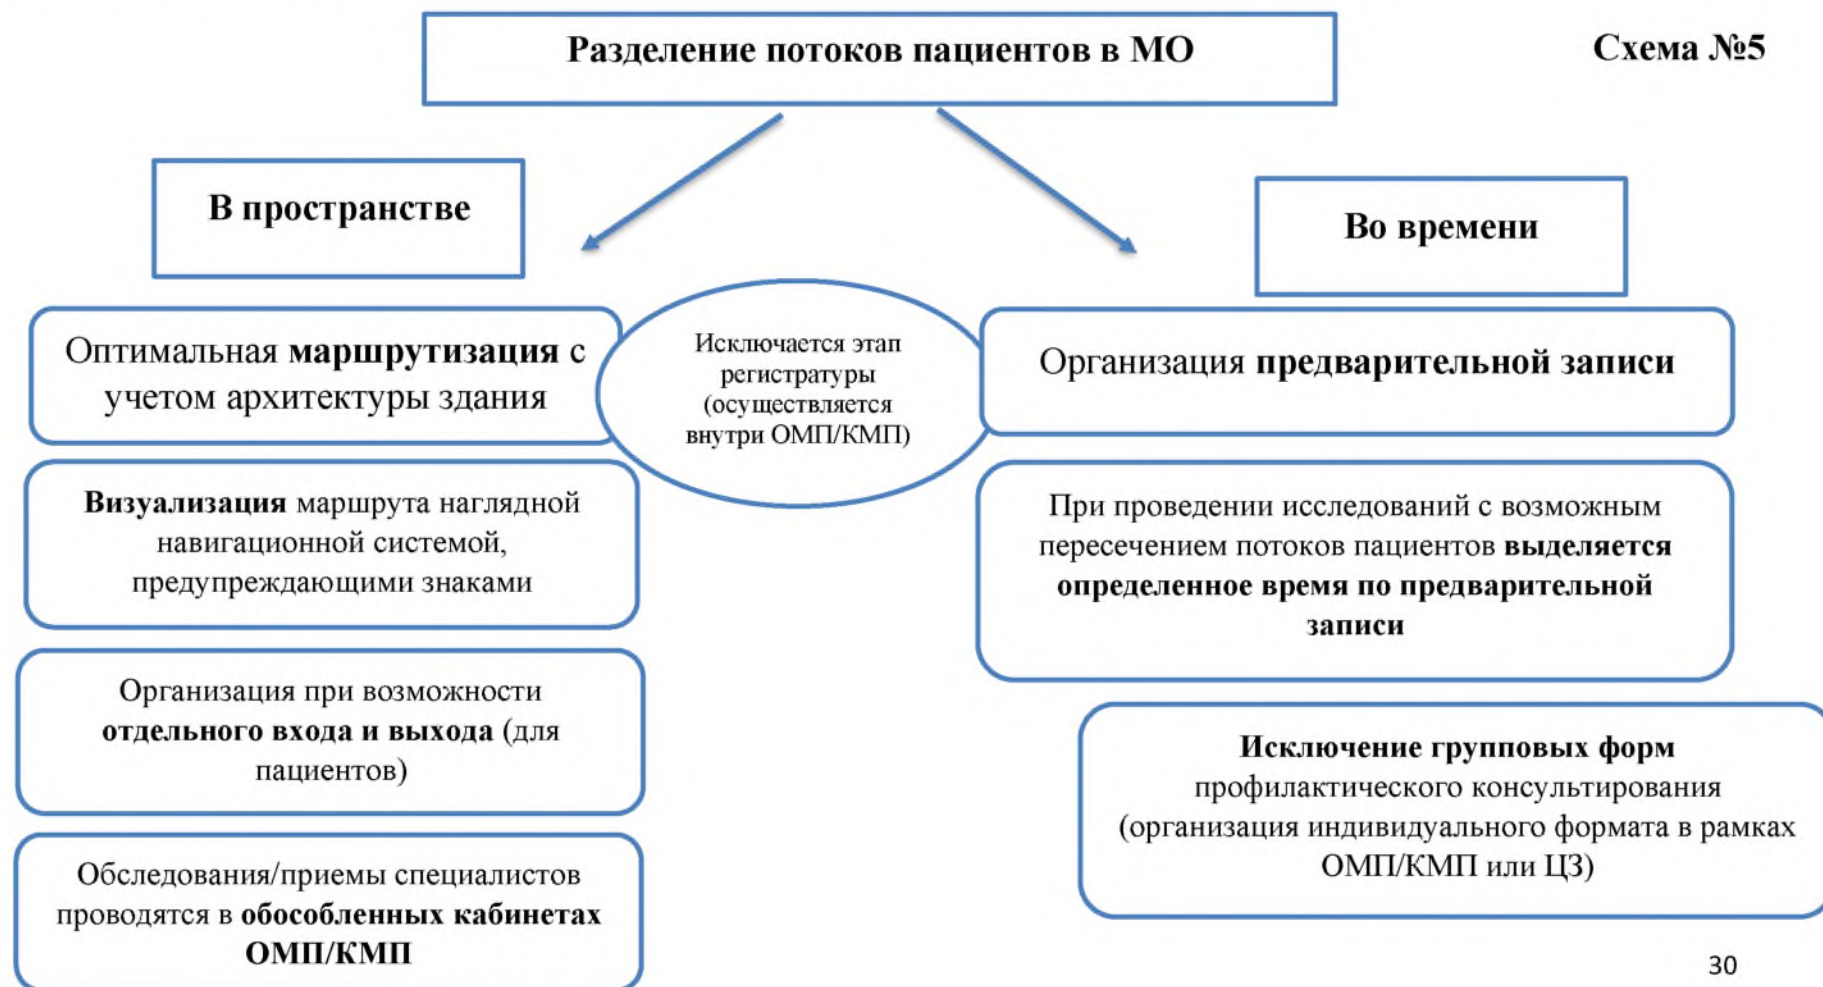 Разделение потоков пациентов в МО
Схема №5
В пространстве
Во времени
Оптимальная маршрутизация с
учетом архитектуры здания
Исключается этап
регистратуры
(осуществляется
внутри ОМП/КМП)
Организация предварительной записи
Визуализация маршрута наглядной
навигационной системой,
предупреждающими знаками
При проведении исследований с возможным
пересечением потоков пациентов выделяется
определенное время по предварительной
записи
Организация при возможности
отдельного входа и выхода (для
пациентов)
Исключение групповых форм
профилактического консультирования
(организация индивидуального формата в рамках
ОМП/КМП или ЦЗ)
Обследования/приемы специалистов
проводятся в обособленных кабинетах
ОМП/КМП
30